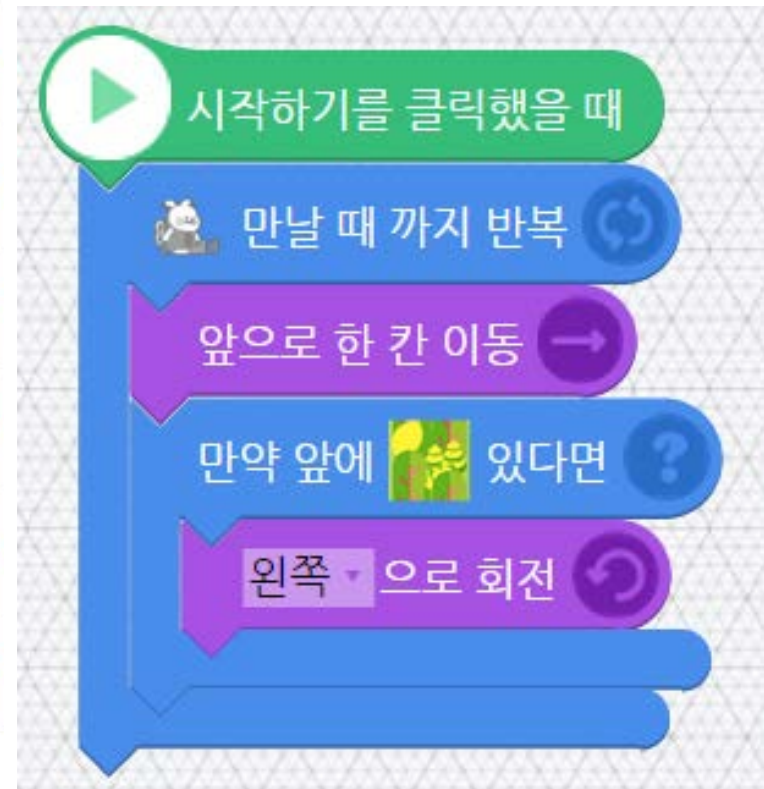 시작하기를 클릭했을 때
만날 때 까지 반복
앞으로 한 칸 이동
만약 앞에 있다면 ?
왼쪽 으로 회전